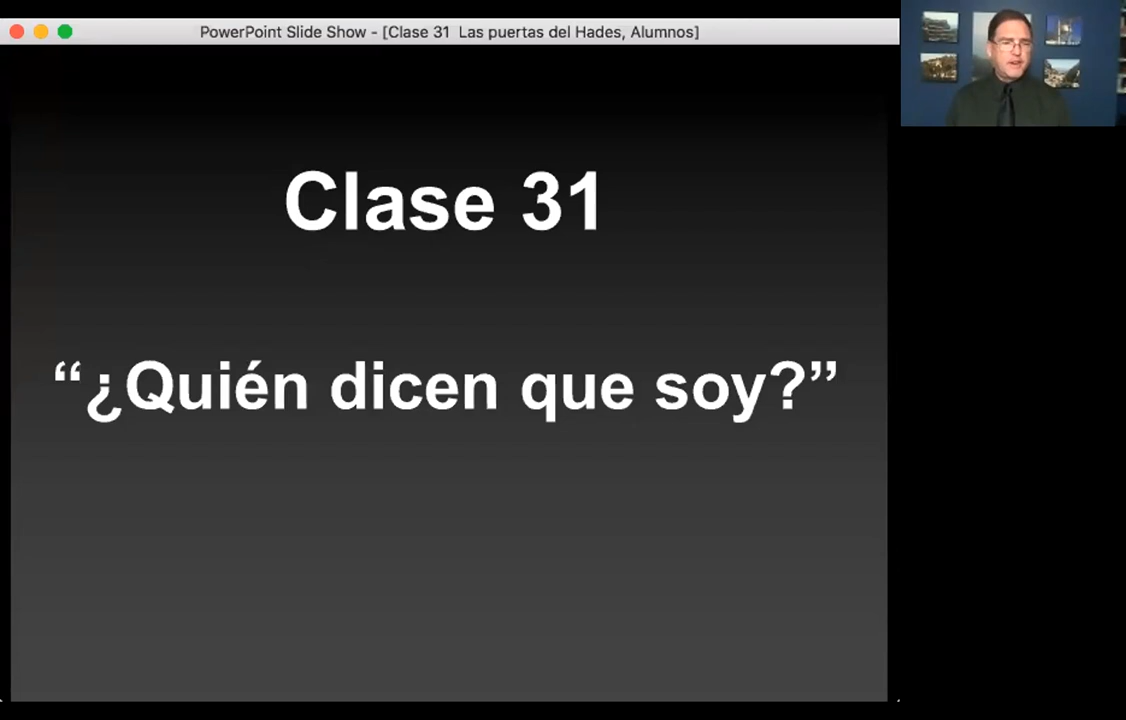 PowerPoint Slide Show - [Clase 31  Las puertas del Hades, Alumnos]
Clase 31
“¿Quién dicen que soy?”